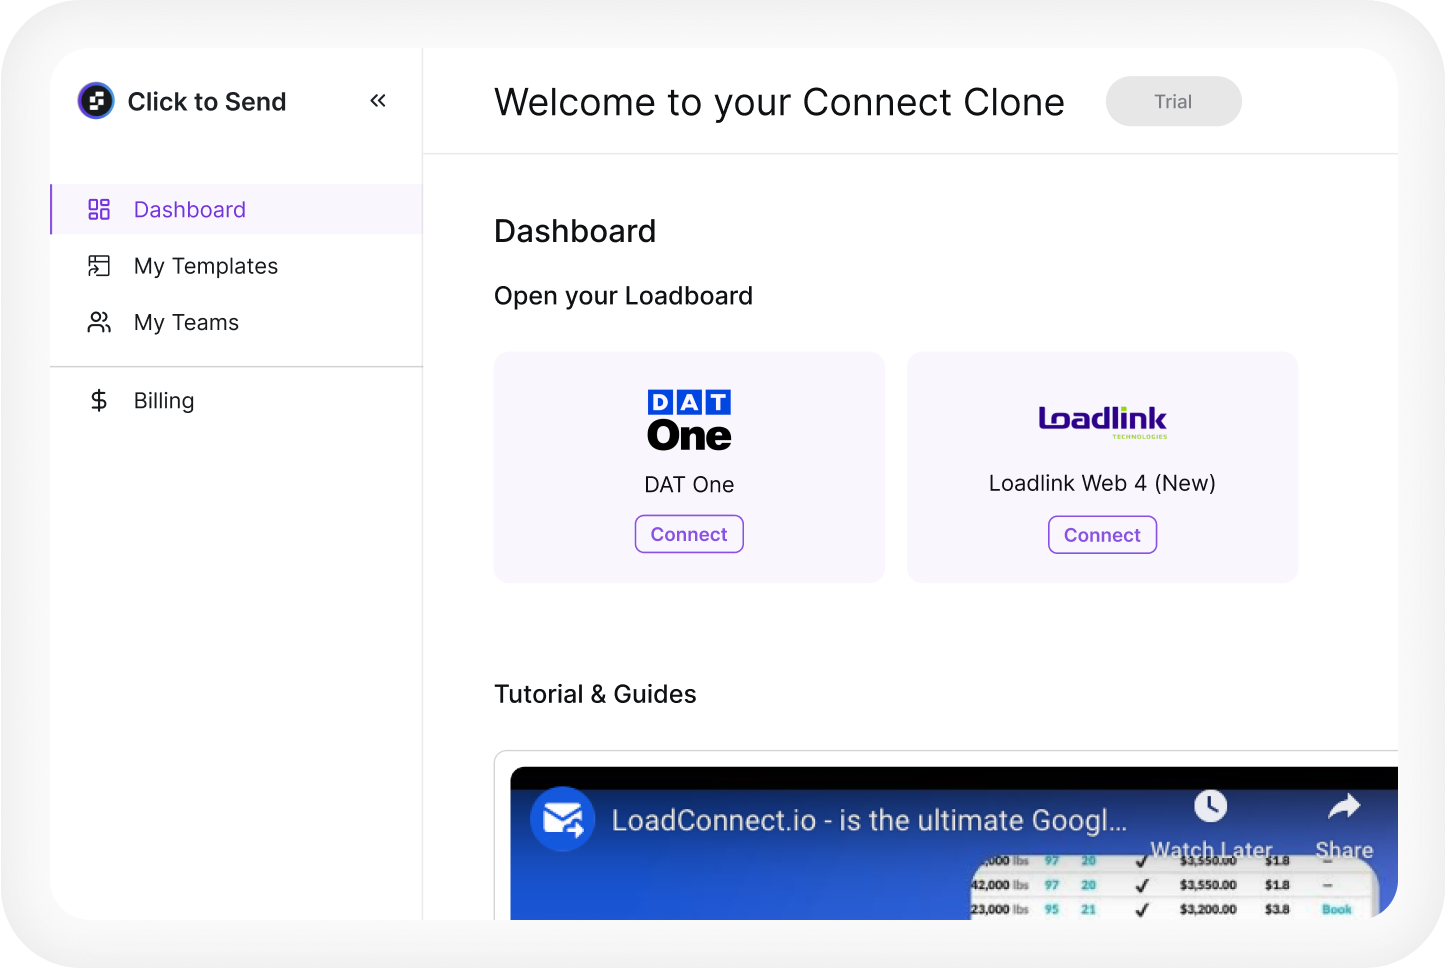 Click to Send
Welcome to your Connect Clone
Trial
Dashboard
My Templates
My Teams
Billing
Dashboard
Open your Loadboard
DAT
One
DAT One
Connect
Loadlink
TECHNOLOGIES
Loadlink Web 4 (New)
Connect
Tutorial & Guides
LoadConnect.io - is the ultimate Googl...
Watch Later
Share
,000 lbs 97 20 ✓ $3,550.00 $1.8 –
42,000 lbs 97 20 ✓ $3,550.00 $1.8 –
23,000 lbs 95 21 ✓ $3,200.00 $3.8 Book